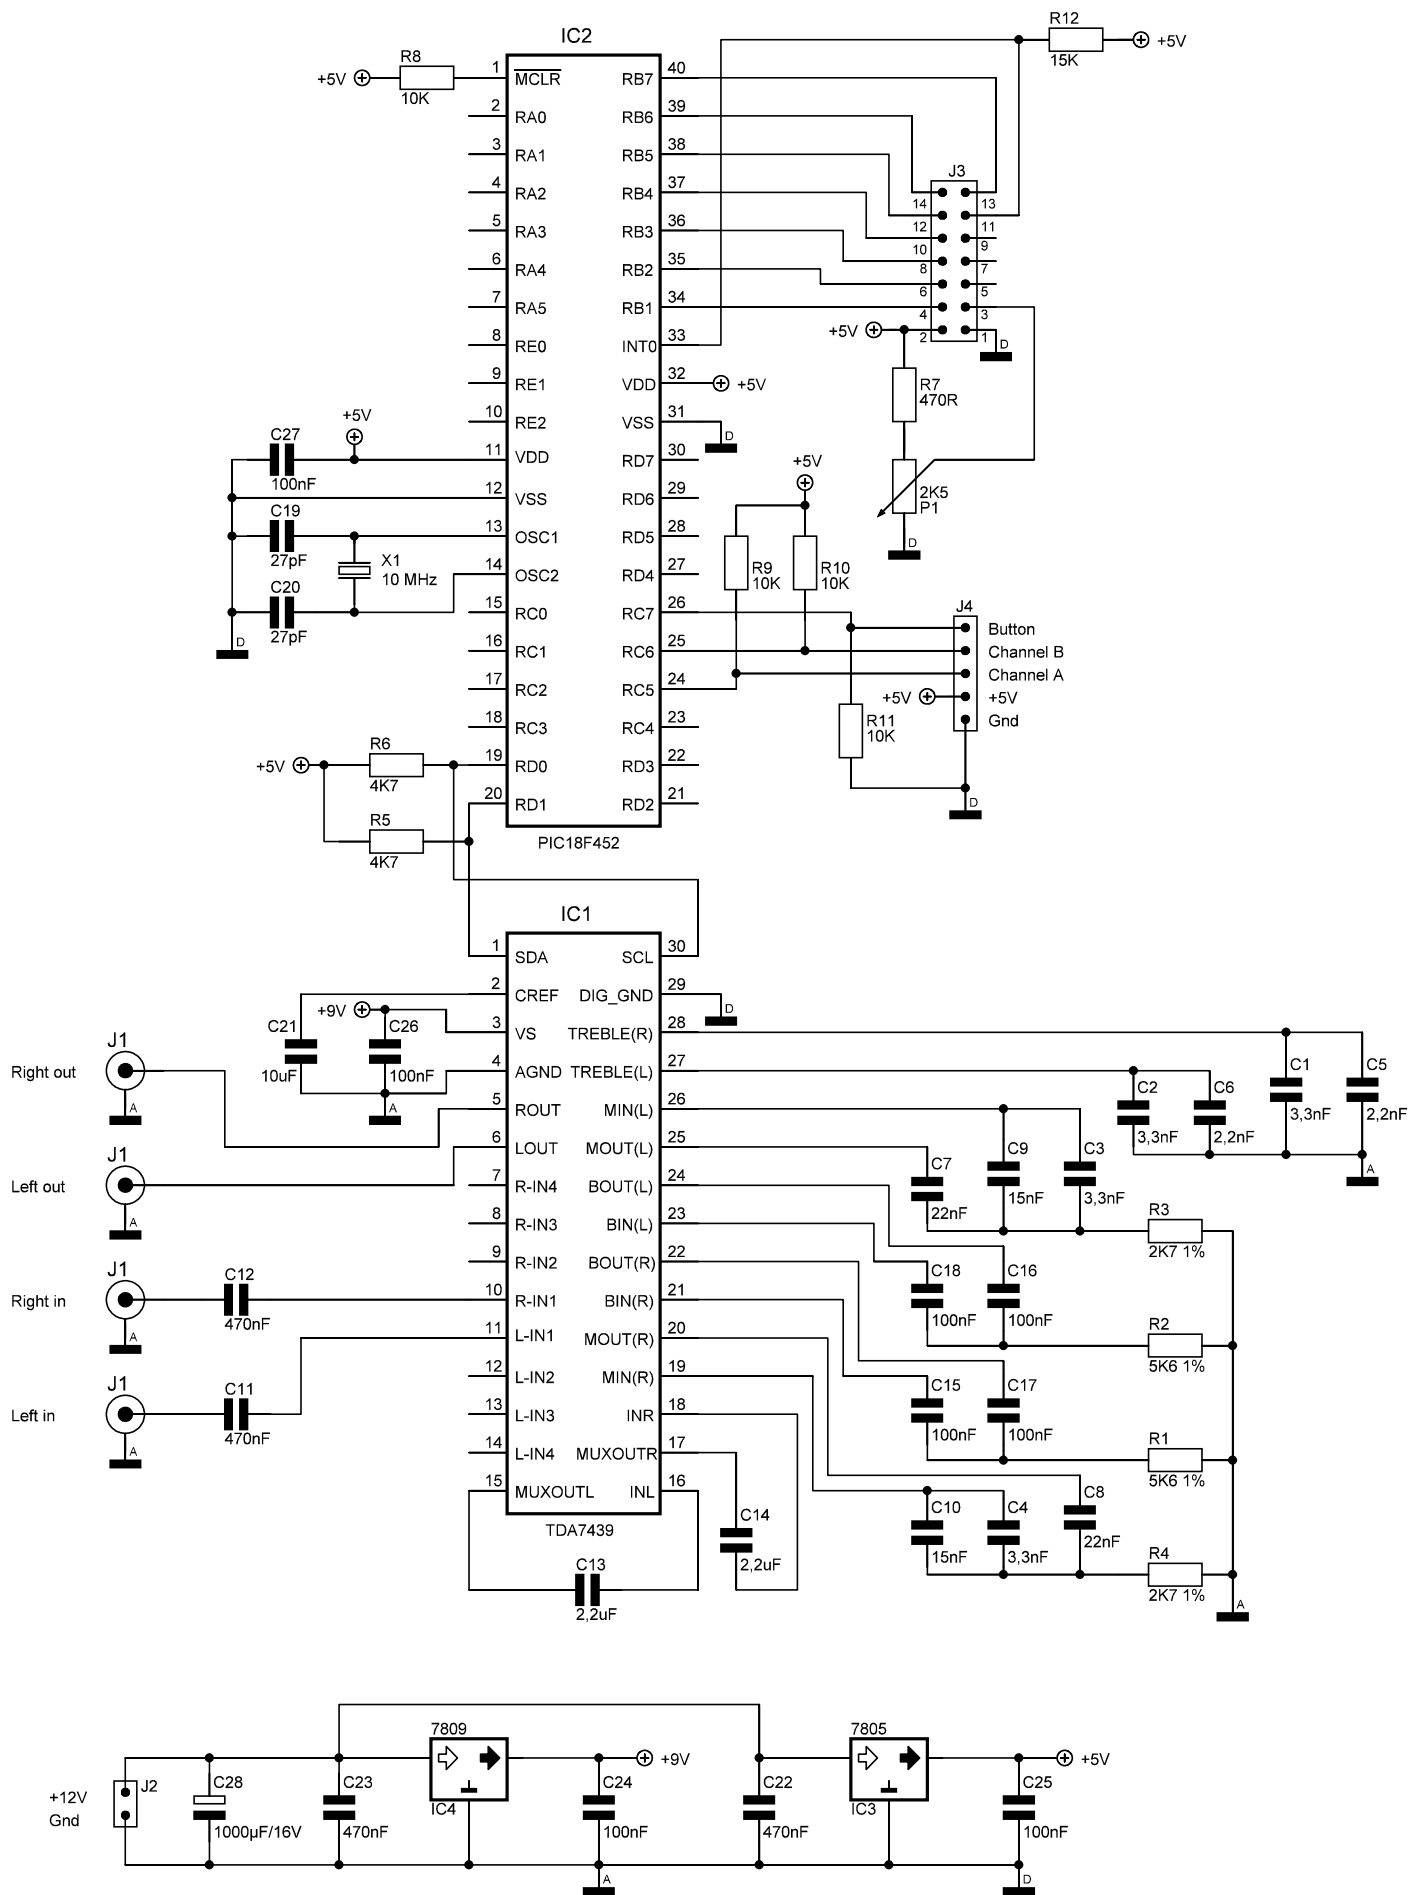 R12
+5V
15K
IC2
R8
+5V
10K
1 MCLR RB7 40
2 RA0 RB6 39
3 RA1 RB5 38
4 RA2 RB4 37
5 RA3 RB3 36
6 RA4 RB2 35
7 RA5 RB1 34
8 RE0 INT0 33
9 RE1 VDD 32
10 RE2 VSS 31
11 VDD RD7 30
12 VSS RD6 29
13 OSC1 RD5 28
14 OSC2 RD4 27
15 RC0 RC7 26
16 RC1 RC6 25
17 RC2 RC5 24
18 RC3 RC4 23
19 RD0 RD3 22
20 RD1 RD2 21
PIC18F452
J3
14 13
12 11
10 9
8 7
6 5
4 3
2 1
+5V
D
R7
470R
+5V
D
2K5
P1
D
+5V
C27
100nF
C19
27pF
X1
10 MHz
C20
27pF
D
+5V
R9
10K
R10
10K
J4
Button
Channel B
Channel A
+5V +5V
Gnd
R11
10K
D
R6
+5V
4K7
R5
4K7
IC1
1 SDA SCL 30
2 CREF DIG_GND 29
3 VS TREBLE(R) 28
4 AGND TREBLE(L) 27
5 ROUT MIN(L) 26
6 LOUT MOUT(L) 25
7 R-IN4 BOUT(L) 24
8 R-IN3 BIN(L) 23
9 R-IN2 BOUT(R) 22
10 R-IN1 BIN(R) 21
11 L-IN1 MOUT(R) 20
12 L-IN2 MIN(R) 19
13 L-IN3 INR 18
14 L-IN4 MUXOUTR 17
15 MUXOUTL INL 16
TDA7439
D
+9V
C21
10uF
C26
100nF
A
J1
Right out
A
J1
Left out
A
J1
Right in
A
C12
470nF
J1
Left in
A
C11
470nF
C1
3,3nF
C5
2,2nF
C2
3,3nF
C6
2,2nF
A
C7
22nF
C9
15nF
C3
3,3nF
R3
2K7 1%
C18
100nF
C16
100nF
R2
5K6 1%
C15
100nF
C17
100nF
R1
5K6 1%
C10
15nF
C4
3,3nF
C8
22nF
R4
2K7 1%
A
C14
2,2uF
C13
2,2uF
7809
IC4
+9V
7805
IC3
+5V
+12V
Gnd
J2
C28
1000µF/16V
C23
470nF
C24
100nF
C22
470nF
C25
100nF
A
D